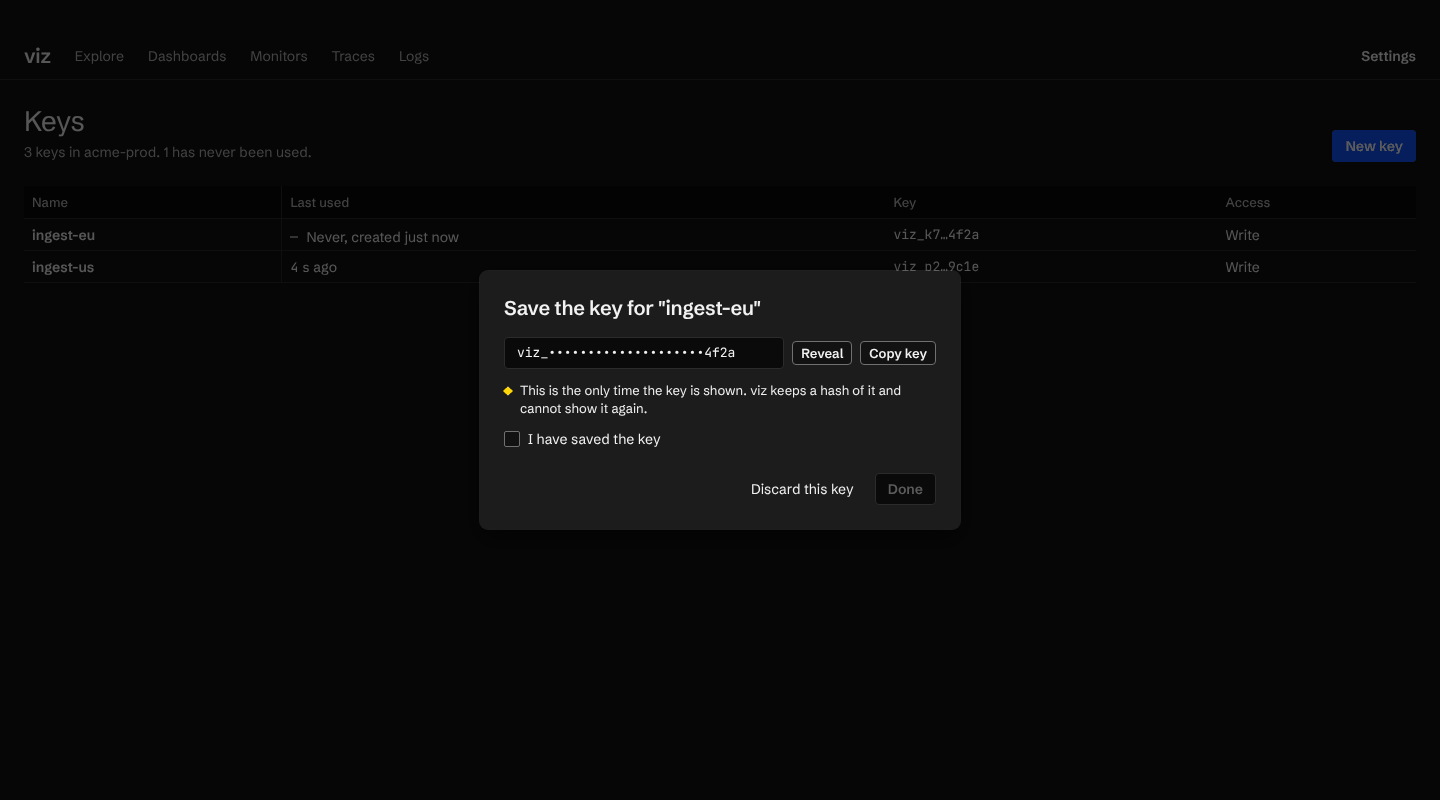 viz Explore Dashboards Monitors Traces Logs Settings
Keys
3 keys in acme-prod. 1 has never been used.
New key
Name Last used Key Access
ingest-eu — Never, created just now viz_k7…4f2a Write
ingest-us 4 s ago viz_p2…9c1e Write
Save the key for "ingest-eu"
viz_••••••••••••••••••••4f2a Reveal Copy key
This is the only time the key is shown. viz keeps a hash of it and
cannot show it again.
I have saved the key
Discard this key Done